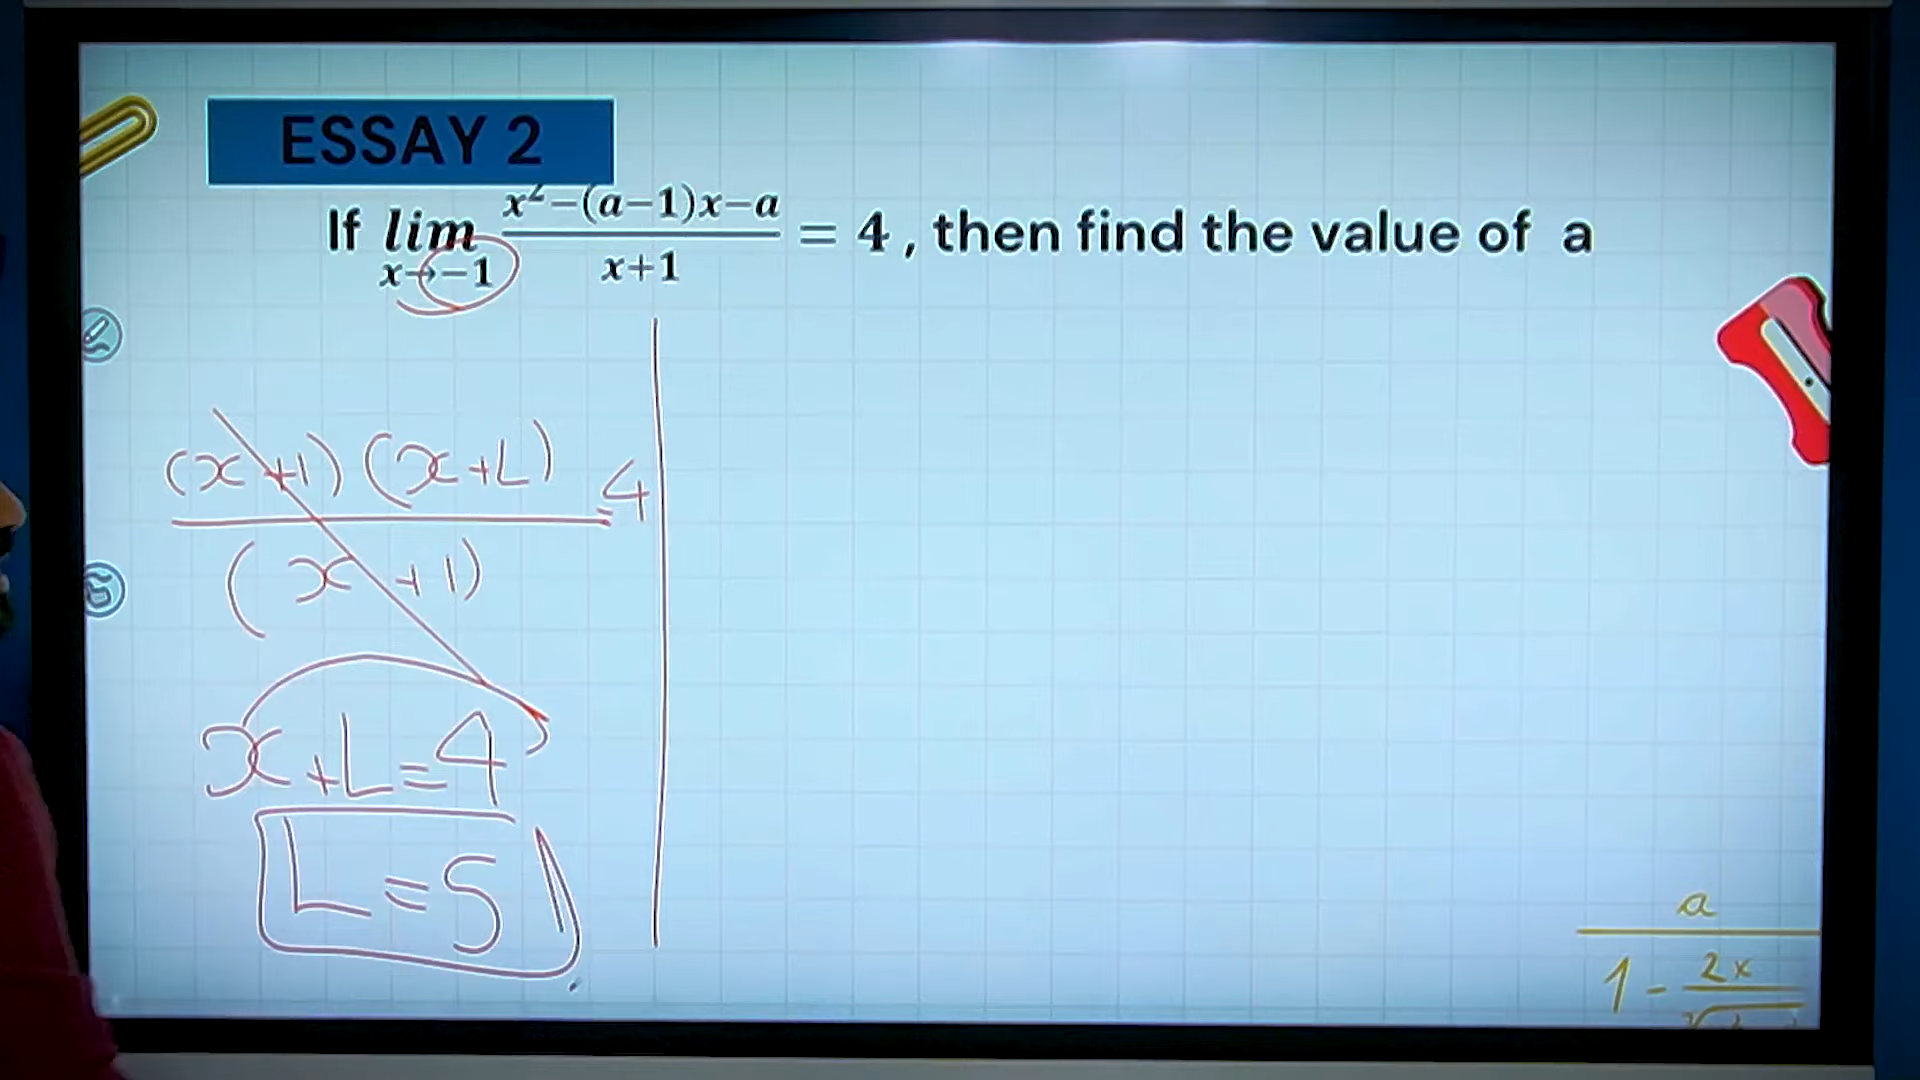 ESSAY 2
If lim x→−1 x²−(a−1)x−a / x+1 = 4 , then find the value of a
(x+1) (x+L) / (x+1) = 4
x+L=4
L=5
a / 1 - 2x